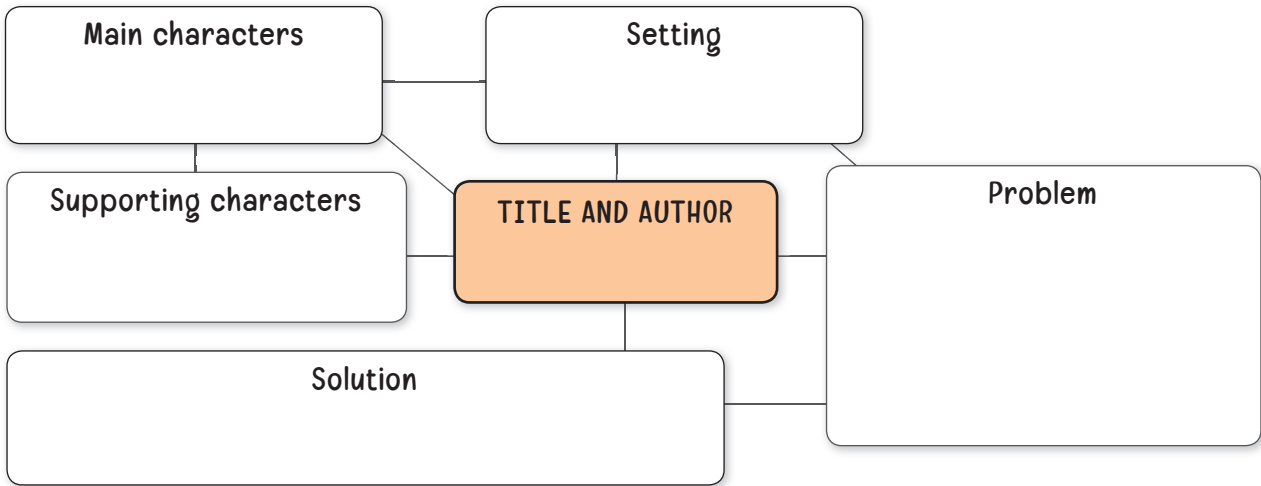 Main characters
Setting
Supporting characters
TITLE AND AUTHOR
Problem
Solution